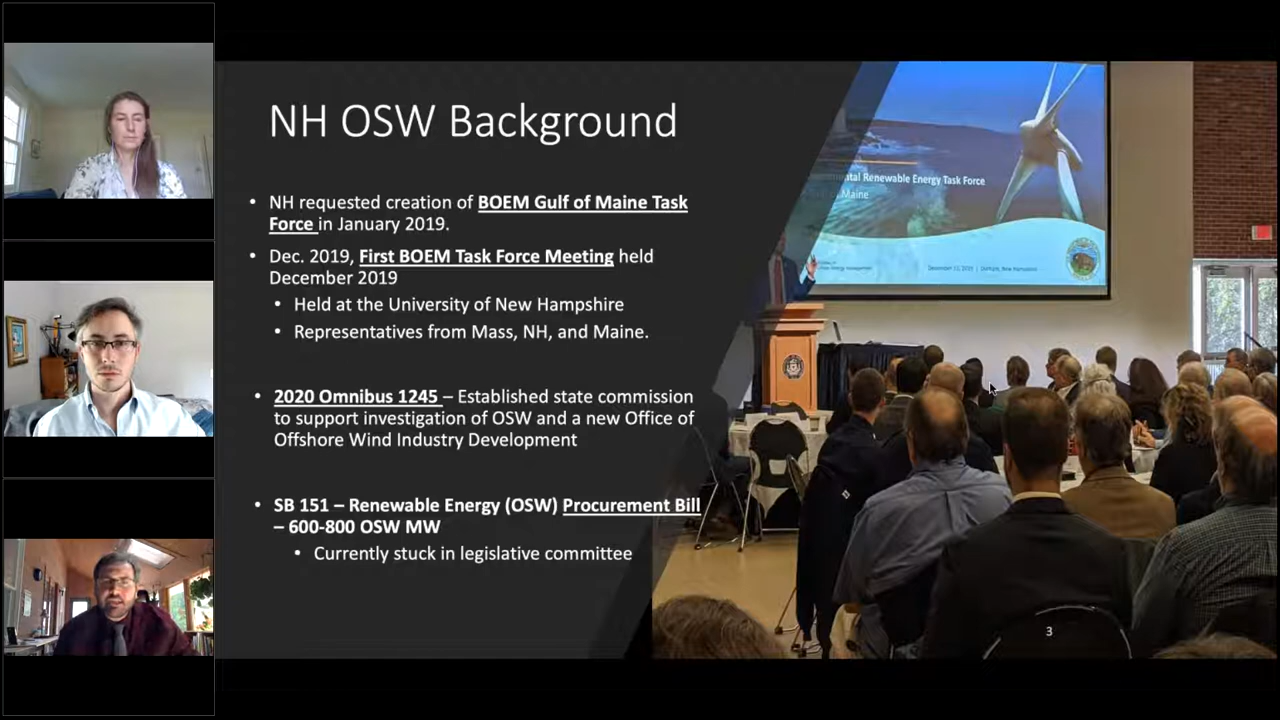 NH OSW Background
• NH requested creation of BOEM Gulf of Maine Task
Force in January 2019.
• Dec. 2019, First BOEM Task Force Meeting held
December 2019
• Held at the University of New Hampshire
• Representatives from Mass, NH, and Maine.
• 2020 Omnibus 1245 – Established state commission
to support investigation of OSW and a new Office of
Offshore Wind Industry Development
• SB 151 – Renewable Energy (OSW) Procurement Bill
– 600-800 OSW MW
• Currently stuck in legislative committee
Renewable Energy Task Force
Maine
3